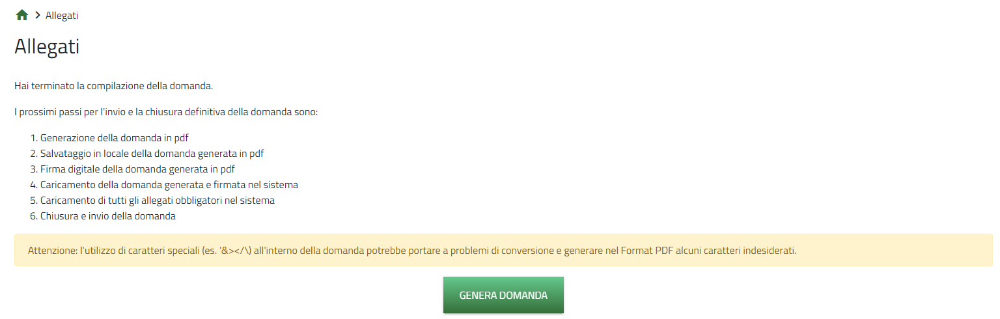 Allegati
Allegati
Hai terminato la compilazione della domanda.
I prossimi passi per l'invio e la chiusura definitiva della domanda sono:
1. Generazione della domanda in pdf
2. Salvataggio in locale della domanda generata in pdf
3. Firma digitale della domanda generata in pdf
4. Caricamento della domanda generata e firmata nel sistema
5. Caricamento di tutti gli allegati obbligatori nel sistema
6. Chiusura e invio della domanda
Attenzione: l'utilizzo di caratteri speciali (es. '&></\) all'interno della domanda potrebbe portare a problemi di conversione e generare nel Format PDF alcuni caratteri indesiderati.
GENERA DOMANDA